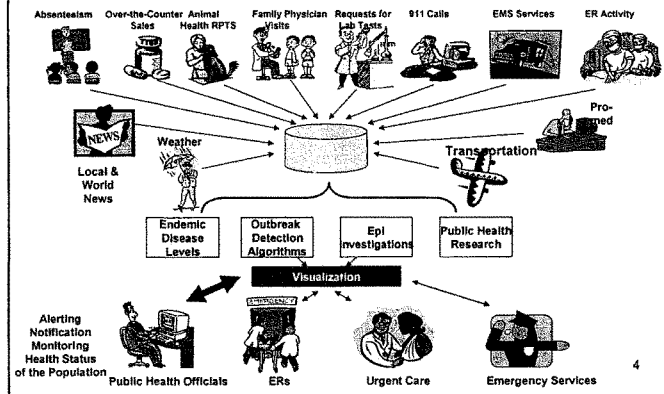 Absenteeism
Over-the-Counter
Sales
Animal
Health RPTS
Family Physician
Visits
Requests for
Lab Tests
911 Calls
EMS Services
ER Activity
NEWS
Local &
World
News
Weather
Transportation
Pro-
med
Endemic
Disease
Levels
Outbreak
Detection
Algorithms
Epi
Investigations
Public Health
Research
Visualization
Alerting
Notification
Monitoring
Health Status
of the Population
Public Health Officials
EMERGENCY
ERs
Urgent Care
Emergency Services
4